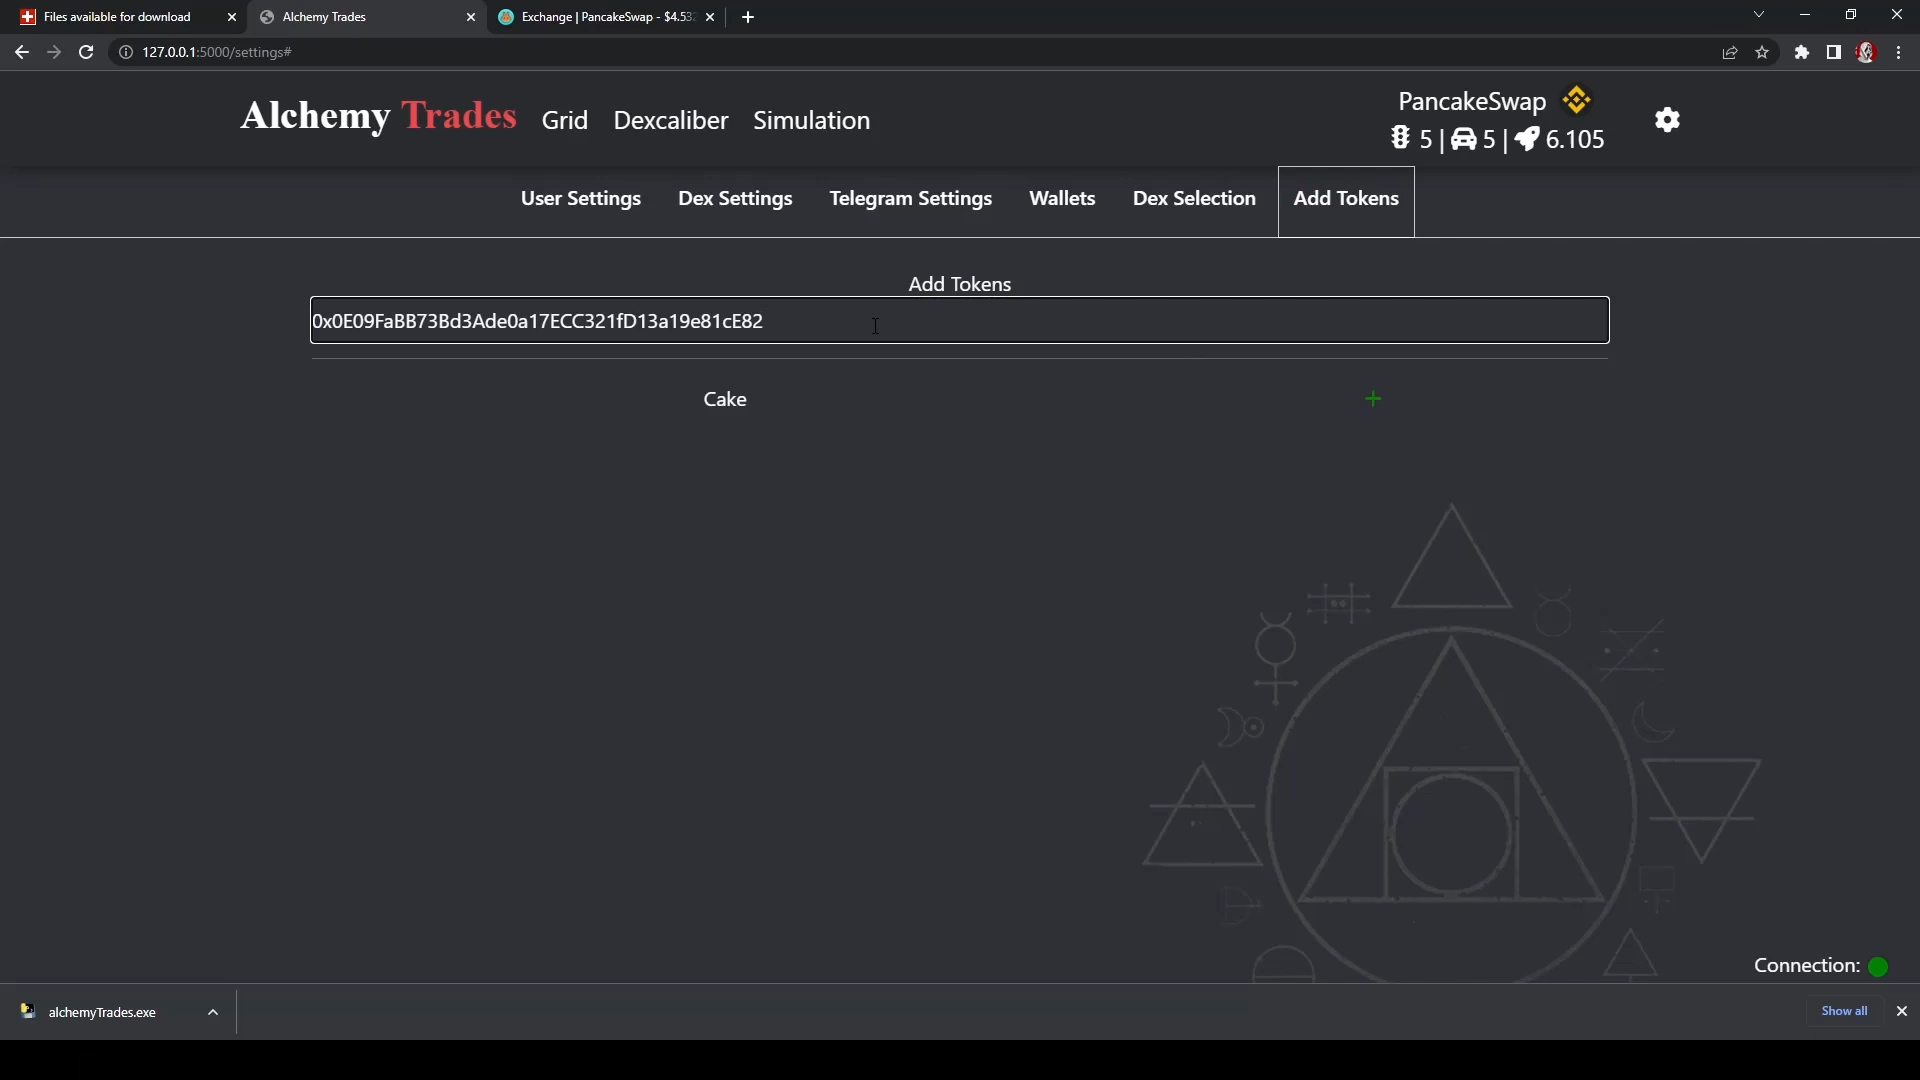 Files available for download
Alchemy Trades
Exchange | PancakeSwap - $4.53
127.0.0.1:5000/settings#
Alchemy Trades
Grid
Dexcaliber
Simulation
PancakeSwap
5 | 5 | 6.105
User Settings
Dex Settings
Telegram Settings
Wallets
Dex Selection
Add Tokens
Add Tokens
0x0E09FaBB73Bd3Ade0a17ECC321fD13a19e81cE82
Cake
+
Connection:
alchemyTrades.exe
Show all